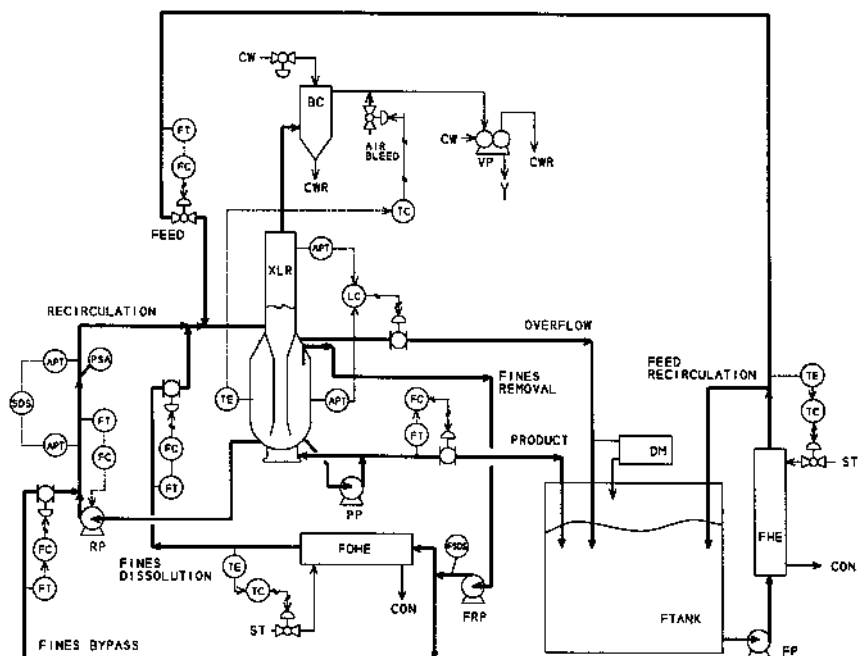 CW
BC
FT
AIR
BLEED
CW
VP
CWR
FC
CWR
TC
FEED
XLR
APT
LC
RECIRCULATION
OVERFLOW
FEED
RECIRCULATION
APT
PSA
TE
FINES
REMOVAL
SDS
TE
APT
FC
TC
FT
FC
FT
PRODUCT
APT
FC
DM
ST
FT
PP
RP
FC
FINES
DISSOLUTION
FDHE
FHE
FT
TE
TC
CON
FRP
CON
FTANK
ST
FINES BYPASS
FP